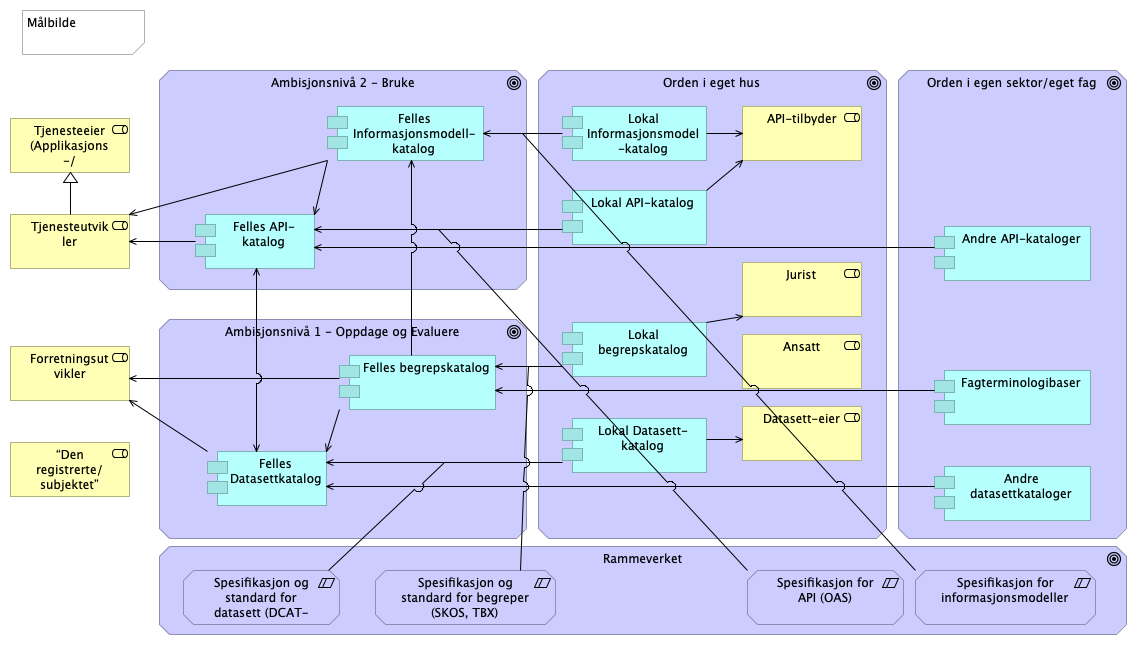 Målbilde
Ambisjonsnivå 2 - Bruke
Orden i eget hus
Orden i egen sektor/eget fag
Tjenesteeier
(Applikasjons
-/
Felles
Informasjonsmodell-
katalog
Lokal
Informasjonsmodel
-katalog
API-tilbyder
Tjenesteutvik
ler
Felles API-
katalog
Lokal API-katalog
Andre API-kataloger
Jurist
Ambisjonsnivå 1 - Oppdage og Evaluere
Forretningsut
vikler
Felles begrepskatalog
Lokal
begrepskatalog
Ansatt
Fagterminologibaser
"Den
registrerte/
subjektet"
Felles
Datasettkatalog
Lokal Datasett-
katalog
Datasett-eier
Andre
datasettkataloger
Rammeverket
Spesifikasjon og
standard for
datasett (DCAT-
Spesifikasjon og
standard for begreper
(SKOS, TBX)
Spesifikasjon for
API (OAS)
Spesifikasjon for
informasjonsmodeller